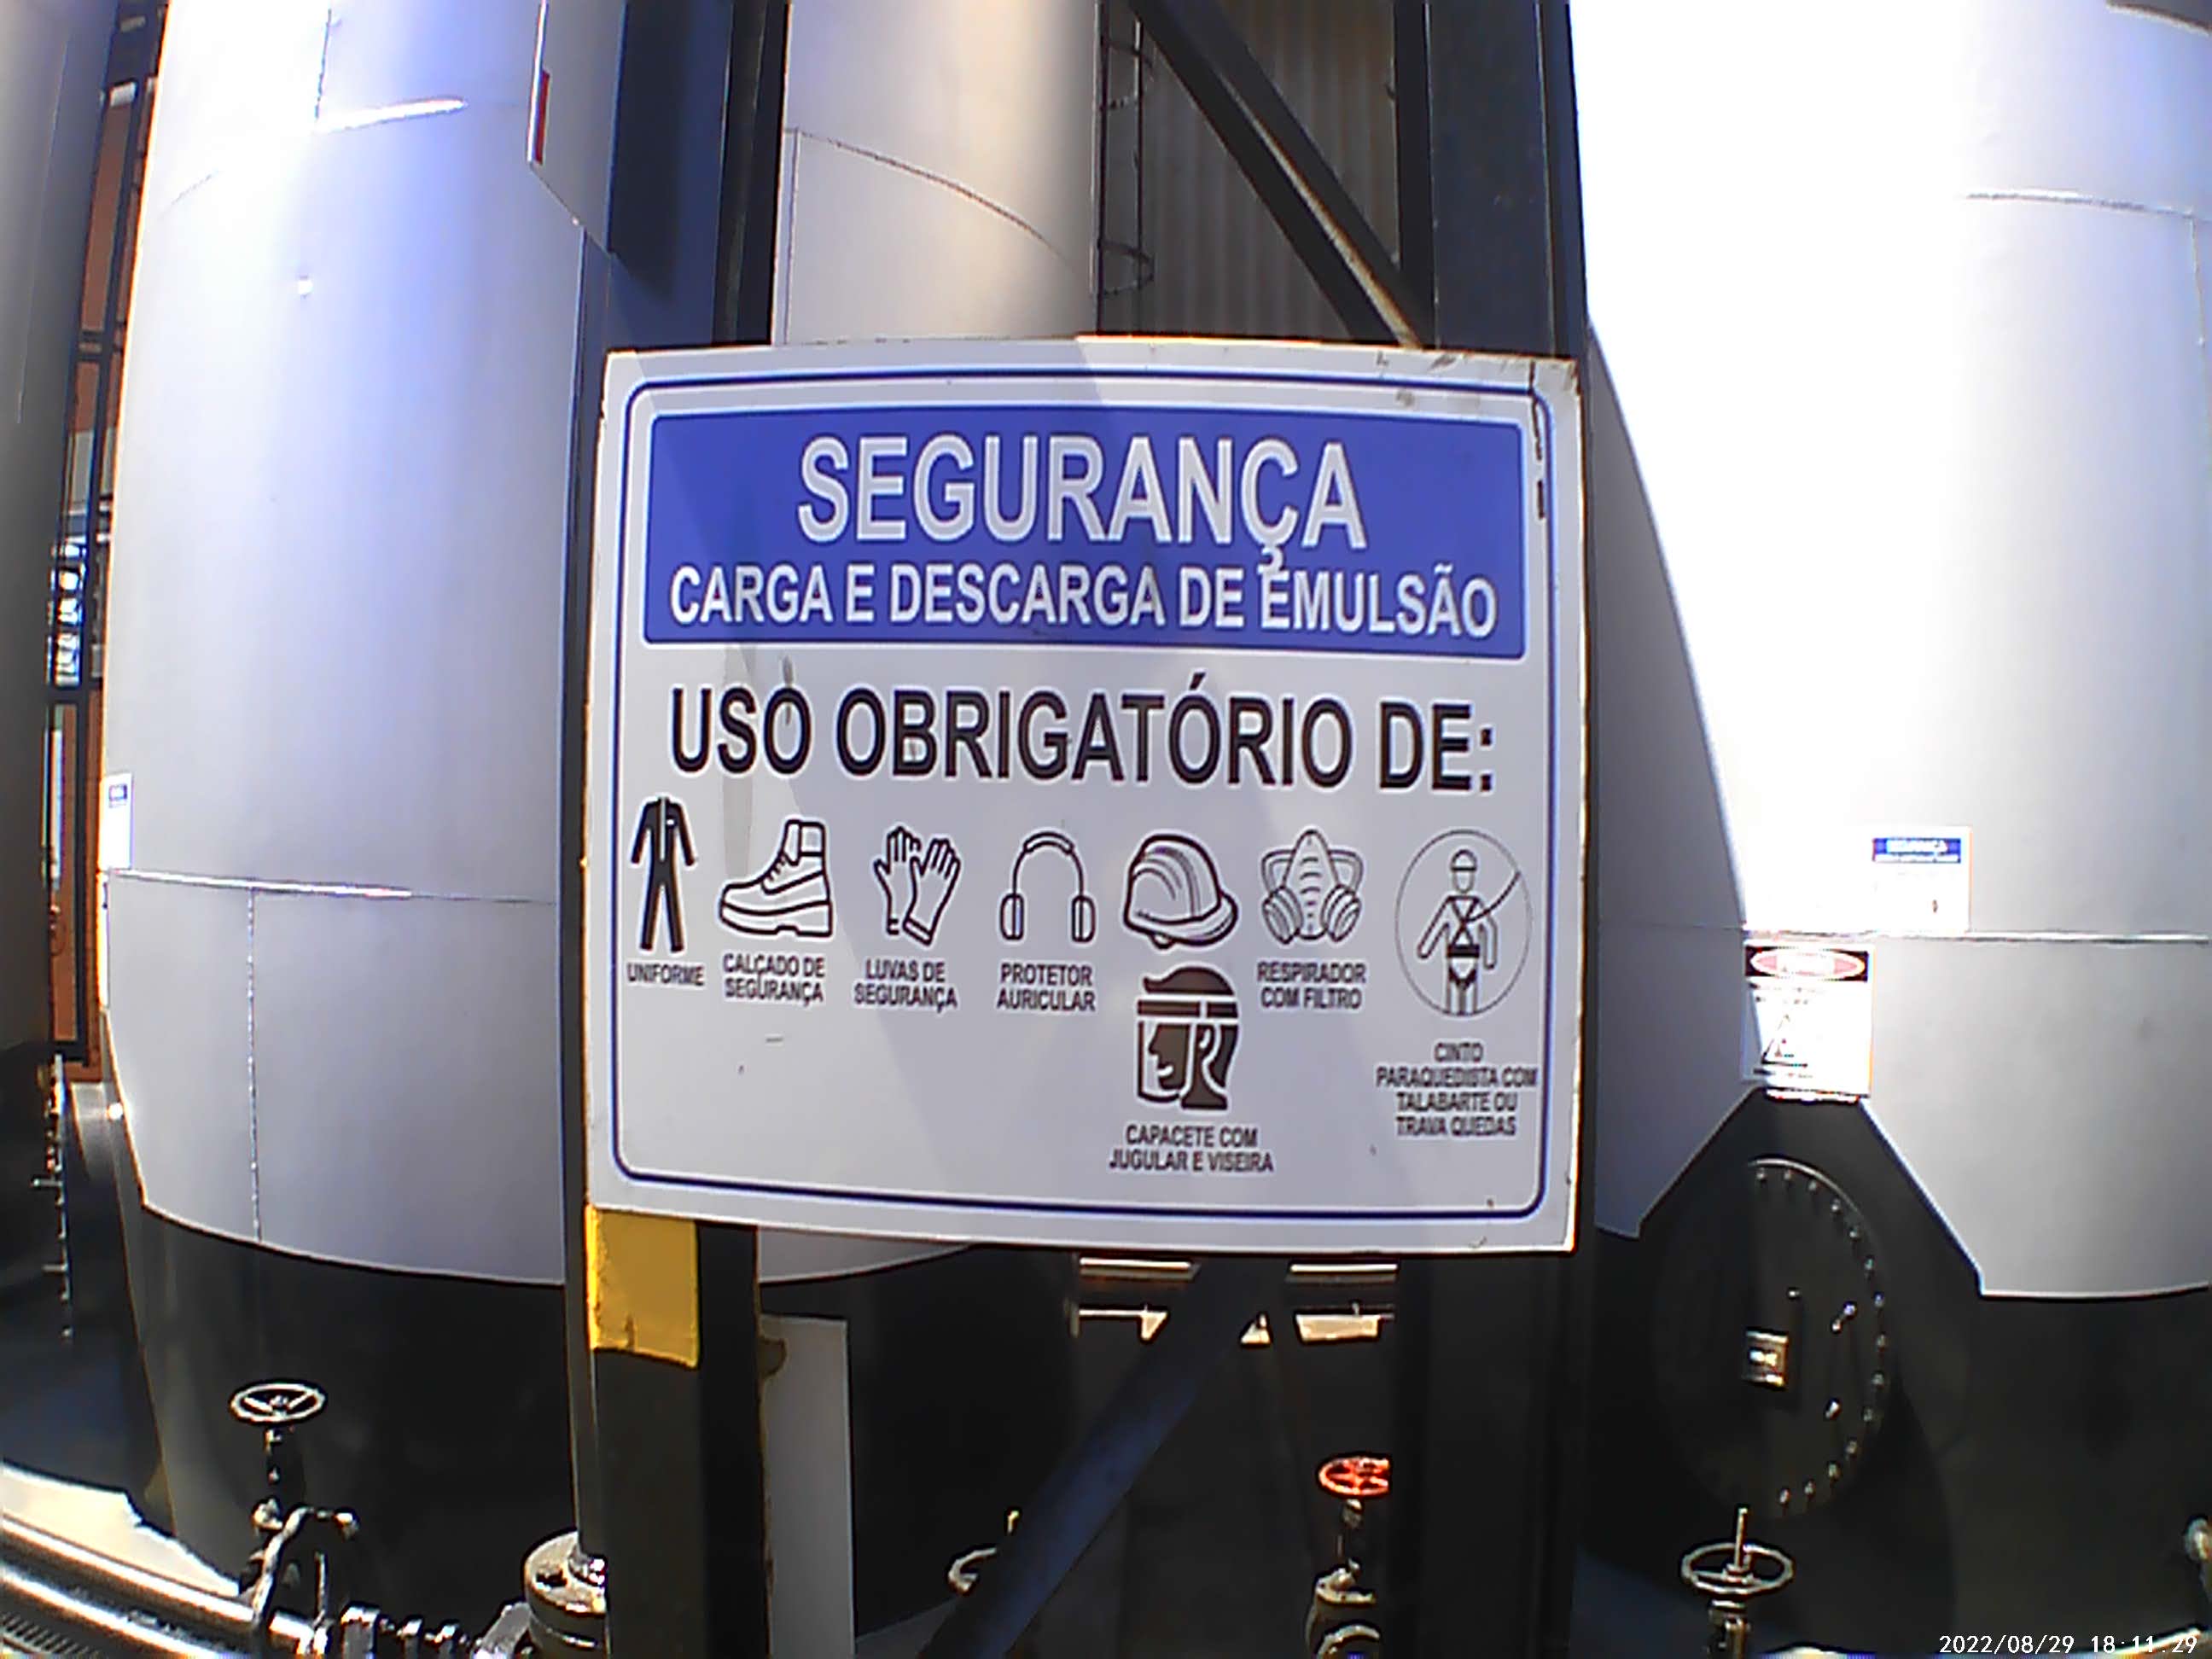 SEGURANÇA
CARGA E DESCARGA DE EMULSÃO
USO OBRIGATÓRIO DE:
UNIFORME
CALÇADO DE
SEGURANÇA
LUVAS DE
SEGURANÇA
PROTETOR
AURICULAR
CAPACETE COM
JUGULAR E VISEIRA
RESPIRADOR
COM FILTRO
CINTO
PARAQUEDISTA COM
TALABARTE OU
TRAVA QUEDAS
SEGURANÇA
2022/08/29 18:11:29